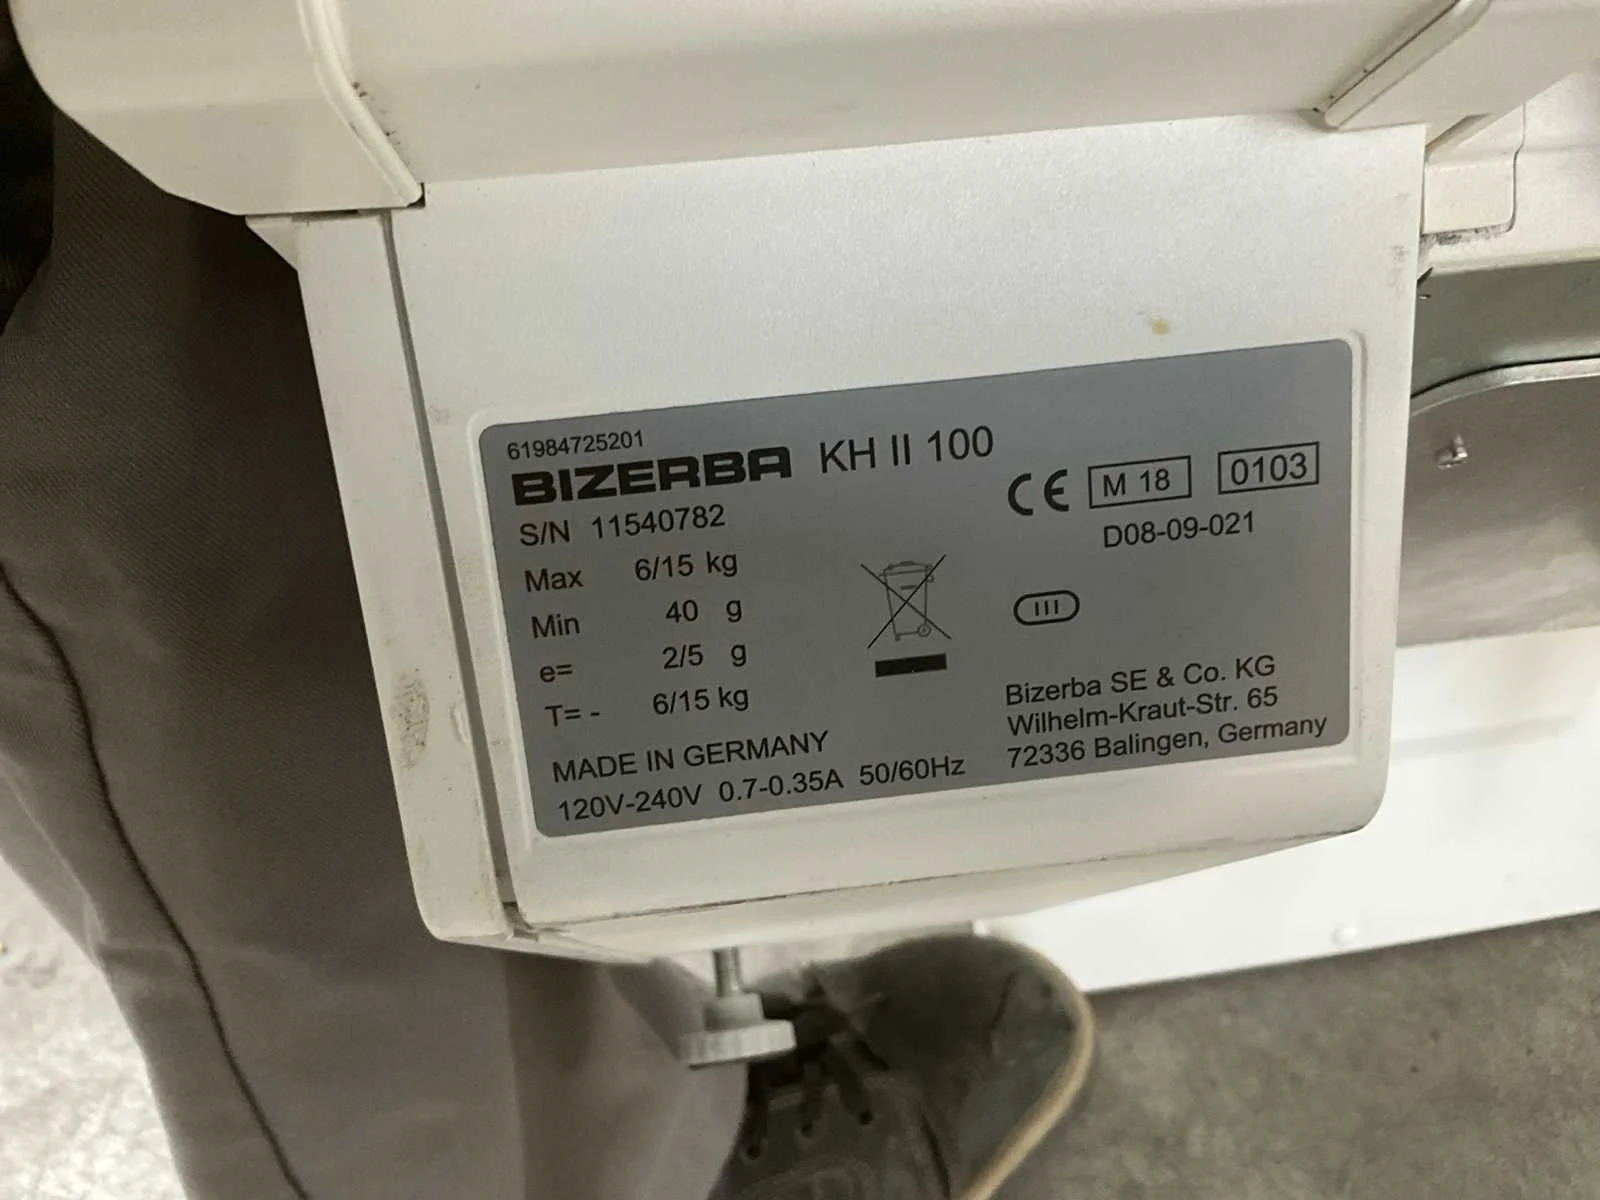 61984725201
BIZERBA KH II 100
S/N 11540782
Max 6/15 kg
Min 40 g
e= 2/5 g
T= - 6/15 kg
MADE IN GERMANY
120V-240V 0.7-0.35A 50/60Hz
CE M 18 0103
D08-09-021
III
Bizerba SE & Co. KG
Wilhelm-Kraut-Str. 65
72336 Balingen, Germany